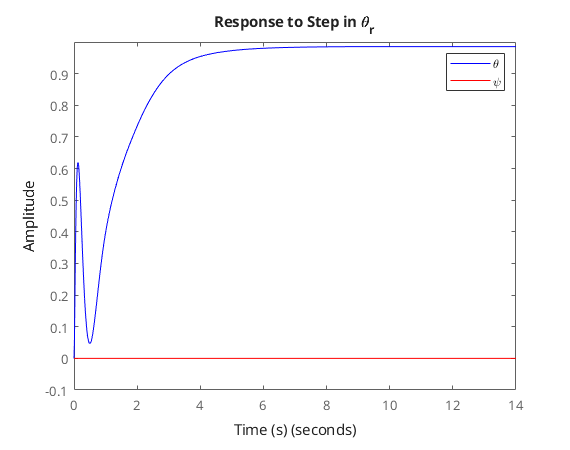 Response to Step in θr
θ
ψ
Amplitude
0.9
0.8
0.7
0.6
0.5
0.4
0.3
0.2
0.1
0
-0.1
0 2 4 6 8 10 12 14
Time (s) (seconds)